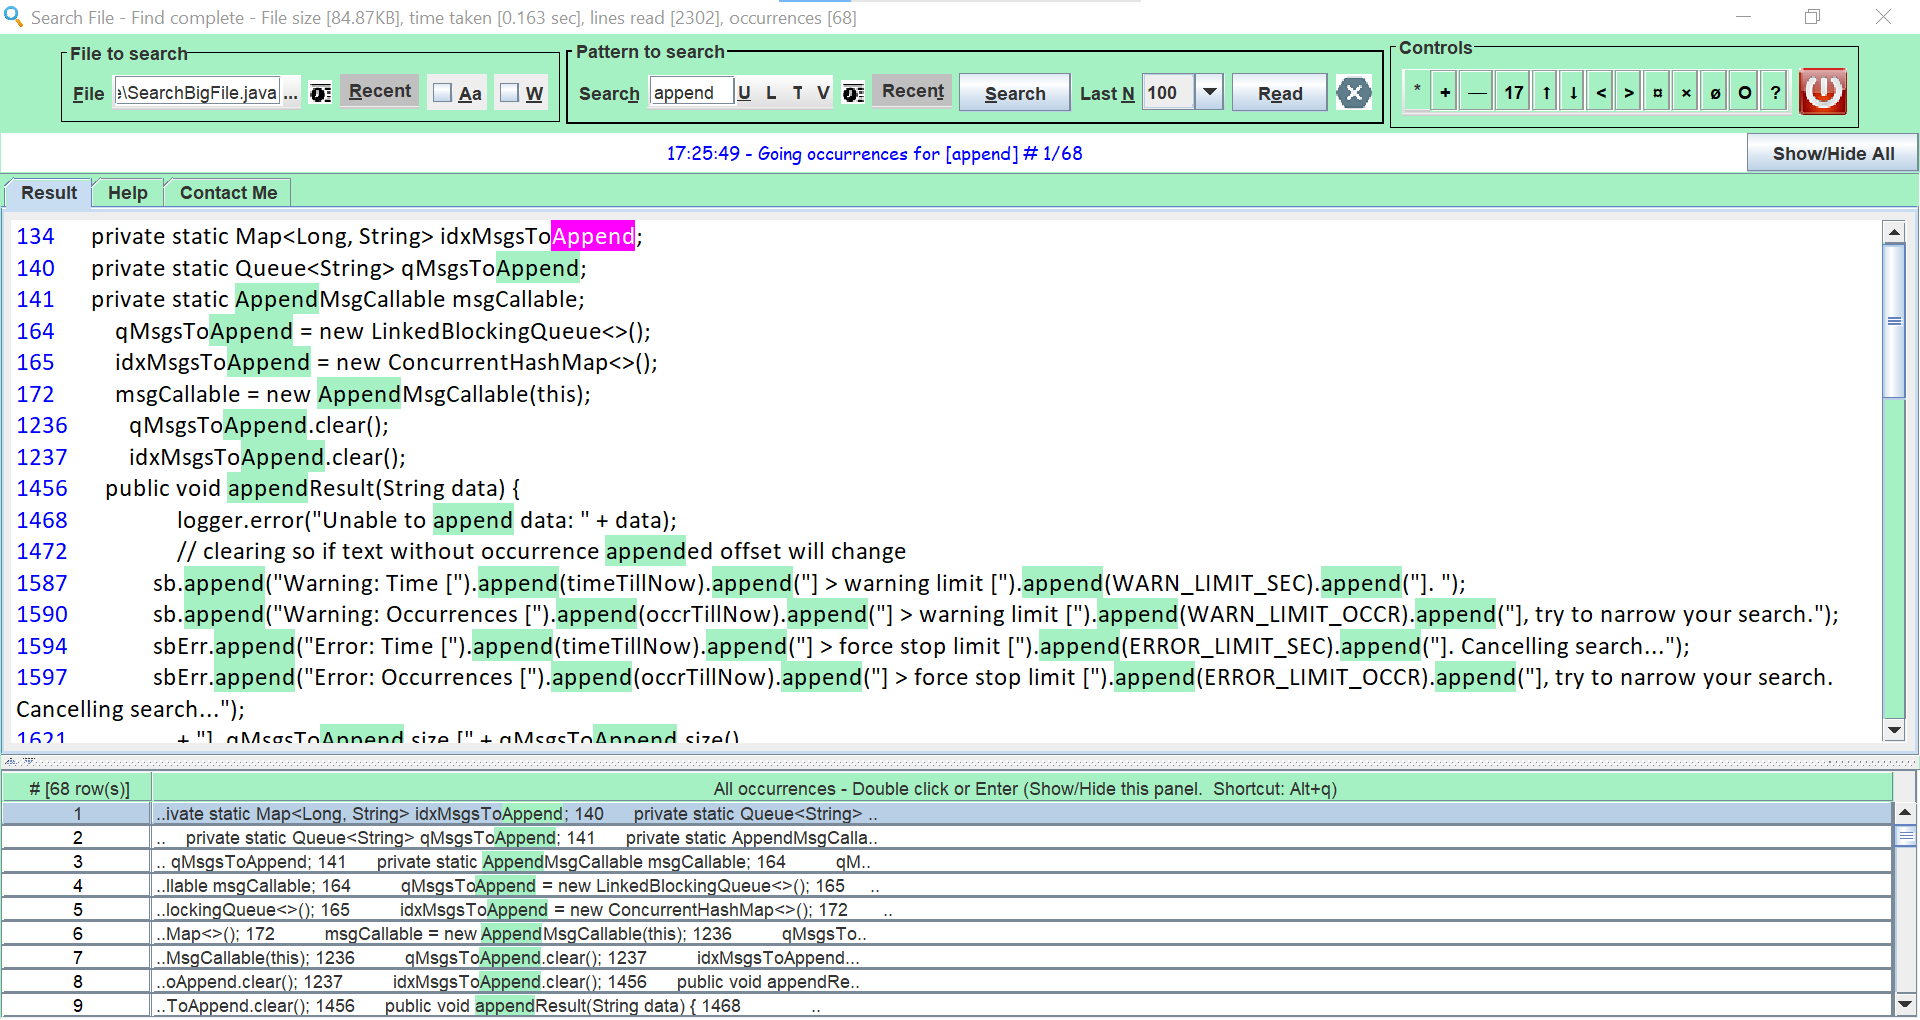 Search File - Find complete - File size [84.87KB], time taken [0.163 sec], lines read [2302], occurrences [68]
File to search
File e\SearchBigFile.java ... Recent Aa W
Pattern to search
Search append U L T V Recent Search Last N 100 Read
Controls
* + — 17 ↑ ↓ < > ¤ × ø O ?
17:25:49 - Going occurrences for [append] # 1/68
Show/Hide All
Result Help Contact Me
134 private static Map<Long, String> idxMsgsToAppend;
140 private static Queue<String> qMsgsToAppend;
141 private static AppendMsgCallable msgCallable;
164 qMsgsToAppend = new LinkedBlockingQueue<>();
165 idxMsgsToAppend = new ConcurrentHashMap<>();
172 msgCallable = new AppendMsgCallable(this);
1236 qMsgsToAppend.clear();
1237 idxMsgsToAppend.clear();
1456 public void appendResult(String data) {
1468 logger.error("Unable to append data: " + data);
1472 // clearing so if text without occurrence appended offset will change
1587 sb.append("Warning: Time [").append(timeTillNow).append("] > warning limit [").append(WARN_LIMIT_SEC).append("]. ");
1590 sb.append("Warning: Occurrences [").append(occrTillNow).append("] > warning limit [").append(WARN_LIMIT_OCCR).append("], try to narrow your search.");
1594 sbErr.append("Error: Time [").append(timeTillNow).append("] > force stop limit [").append(ERROR_LIMIT_SEC).append("]. Cancelling search...");
1597 sbErr.append("Error: Occurrences [").append(occrTillNow).append("] > force stop limit [").append(ERROR_LIMIT_OCCR).append("], try to narrow your search.
Cancelling search...");
1621 + "], qMsgsToAppend size [" + qMsgsToAppend.size()
# [68 row(s)] All occurrences - Double click or Enter (Show/Hide this panel. Shortcut: Alt+q)
1 ..ivate static Map<Long, String> idxMsgsToAppend; 140 private static Queue<String> ..
2 .. private static Queue<String> qMsgsToAppend; 141 private static AppendMsgCalla..
3 .. qMsgsToAppend; 141 private static AppendMsgCallable msgCallable; 164 qM..
4 ..llable msgCallable; 164 qMsgsToAppend = new LinkedBlockingQueue<>(); 165 ..
5 ..lockingQueue<>(); 165 idxMsgsToAppend = new ConcurrentHashMap<>(); 172 ..
6 ..Map<>(); 172 msgCallable = new AppendMsgCallable(this); 1236 qMsgsTo..
7 ..MsgCallable(this); 1236 qMsgsToAppend.clear(); 1237 idxMsgsToAppend...
8 ..oAppend.clear(); 1237 idxMsgsToAppend.clear(); 1456 public void appendRe..
9 ..ToAppend.clear(); 1456 public void appendResult(String data) { 1468 ..